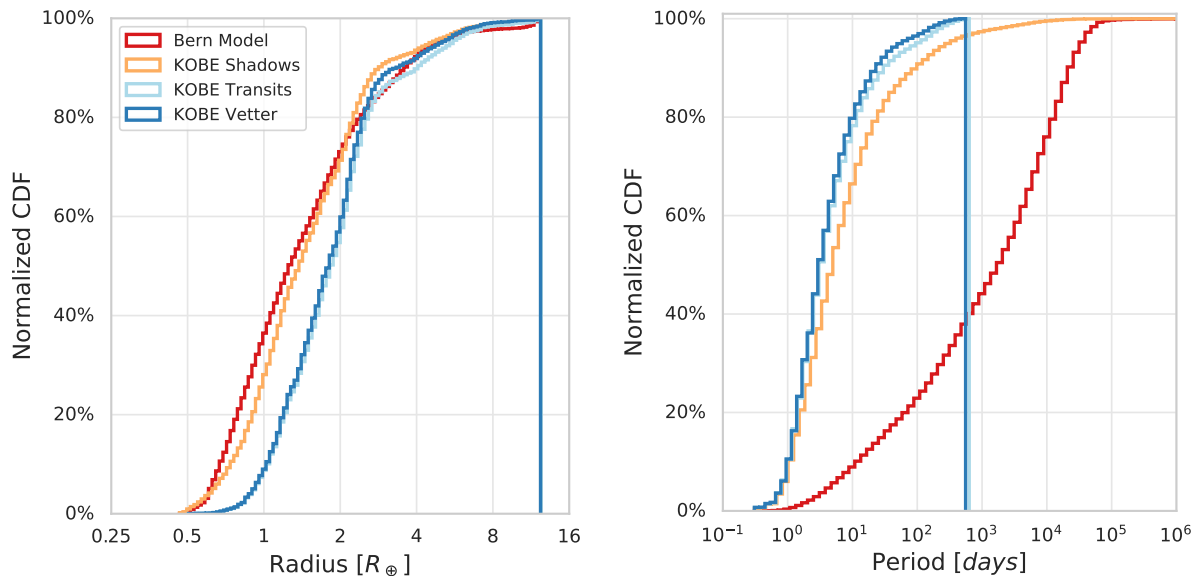 100%
80%
60%
40%
20%
0%
Normalized CDF
Bern Model
KOBE Shadows
KOBE Transits
KOBE Vetter
0.25 0.5 1 2 4 8 16
Radius [R⊕]
100%
80%
60%
40%
20%
0%
Normalized CDF
10⁻¹ 10⁰ 10¹ 10² 10³ 10⁴ 10⁵ 10⁶
Period [days]